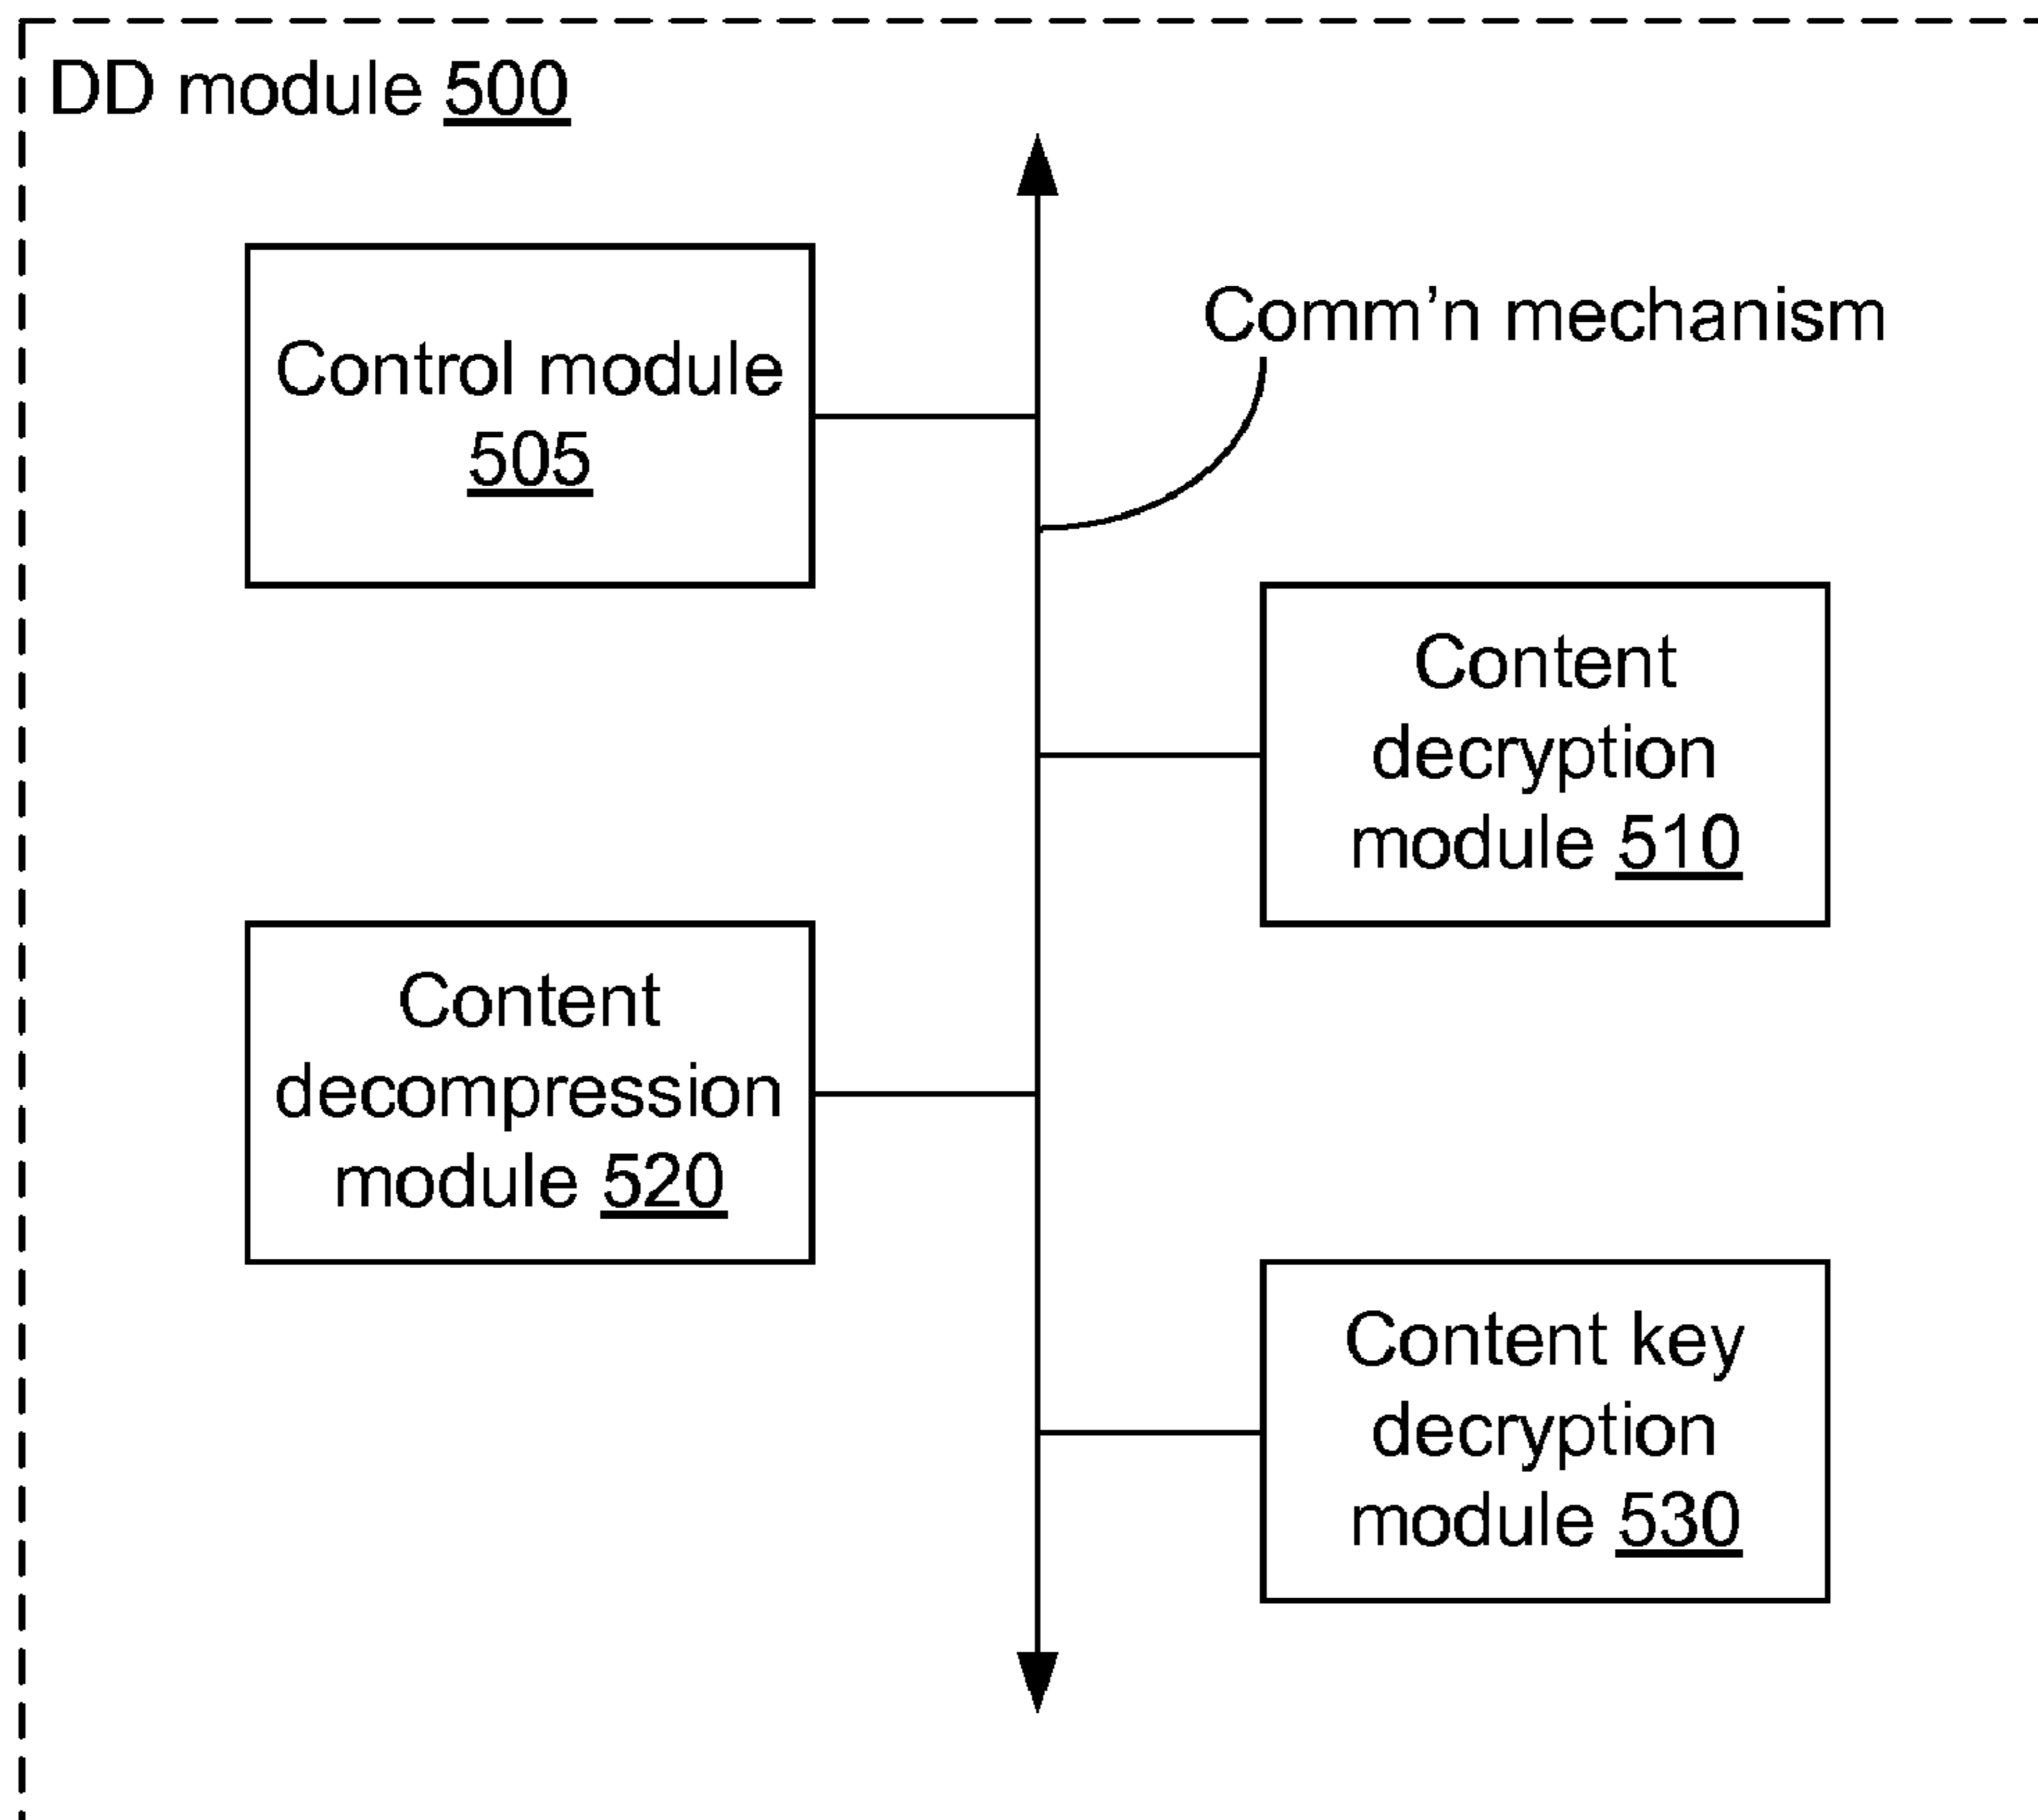 DD module 500
Control module
505
Comm’n mechanism
Content
decryption
module 510
Content
decompression
module 520
Content key
decryption
module 530